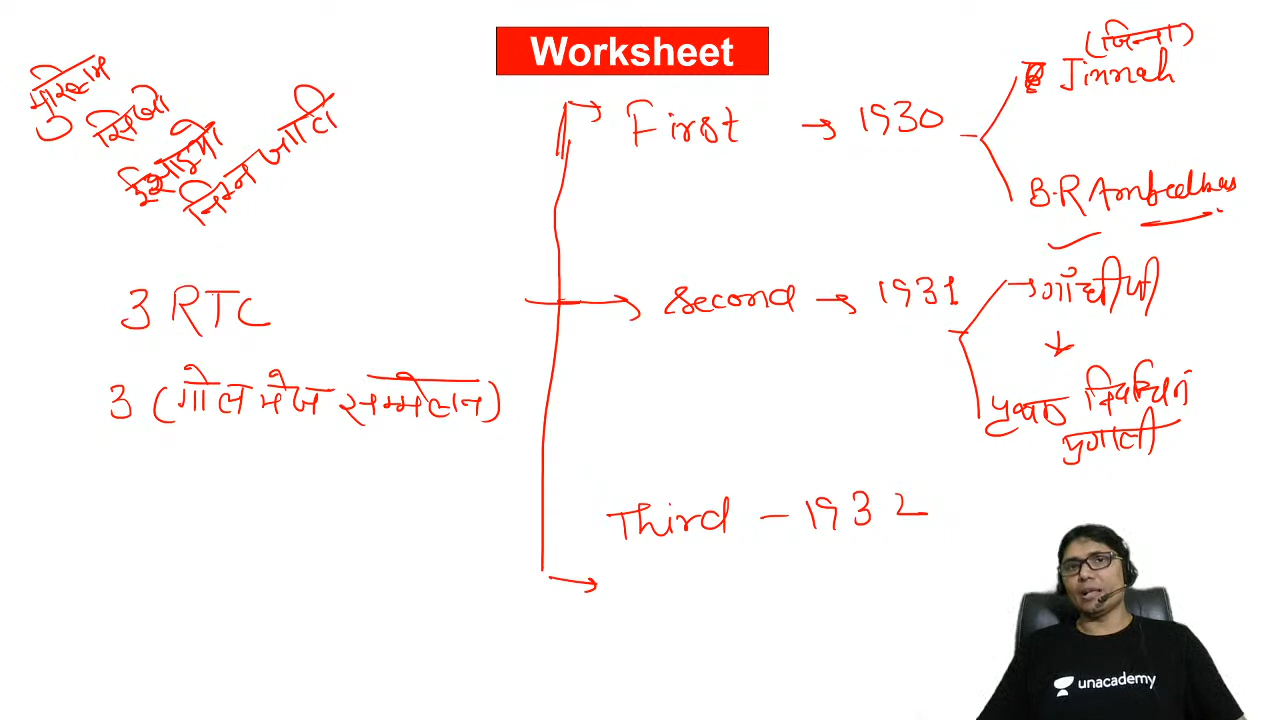 Worksheet
मुस्लिम
सिखो
ईसाइयो
निम्न जाति
3 RTC
3 (गोल मेज सम्मेलन)
First → 1930
(जिन्ना)
Jinnah
B.R Ambedkar
Second → 1931
→ गाँधीजी
पृथक निर्वाचन
प्रणाली
Third - 1932
unacademy